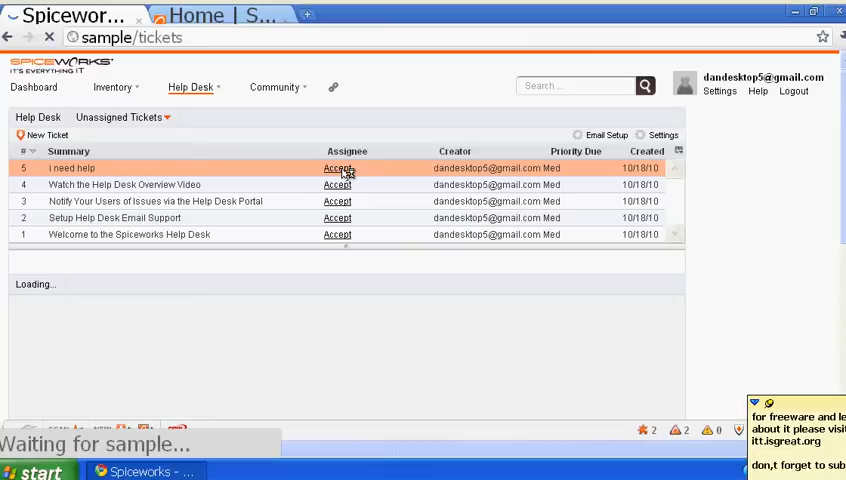 Spicewor...
Home | S...
sample/tickets
SPICEWORKS
IT'S EVERYTHING IT
Search ...
dandesktop5@gmail.com
Settings Help Logout
Dashboard Inventory Help Desk Community
Help Desk Unassigned Tickets
New Ticket Email Setup Settings
# Summary Assignee Creator Priority Due Created
5 i need help Accept dandesktop5@gmail.com Med 10/18/10
4 Watch the Help Desk Overview Video Accept dandesktop5@gmail.com Med 10/18/10
3 Notify Your Users of Issues via the Help Desk Portal Accept dandesktop5@gmail.com Med 10/18/10
2 Setup Help Desk Email Support Accept dandesktop5@gmail.com Med 10/18/10
1 Welcome to the Spiceworks Help Desk Accept dandesktop5@gmail.com Med 10/18/10
Loading...
2 2 0
Waiting for sample...
for freeware and le
about it please visit
itt.isgreat.org
don,t forget to sub
start Spiceworks - ...